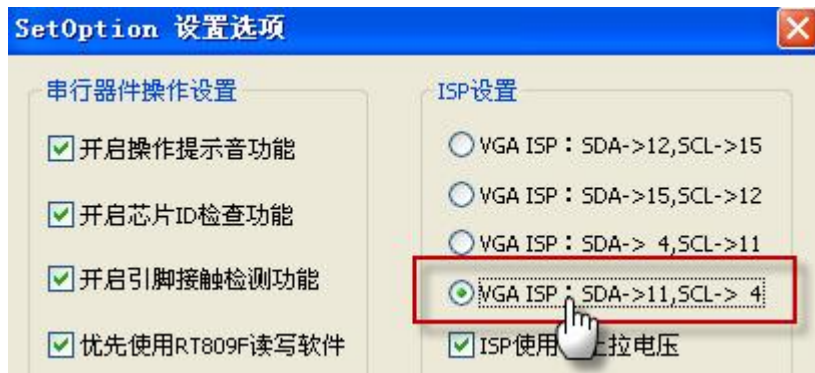 SetOption 设置选项
串行器件操作设置
开启操作提示音功能
开启芯片ID检查功能
开启引脚接触检测功能
优先使用RT809F读写软件
ISP设置
VGA ISP：SDA->12,SCL->15
VGA ISP：SDA->15,SCL->12
VGA ISP：SDA-> 4,SCL->11
VGA ISP：SDA->11,SCL-> 4
ISP使用 上拉电压